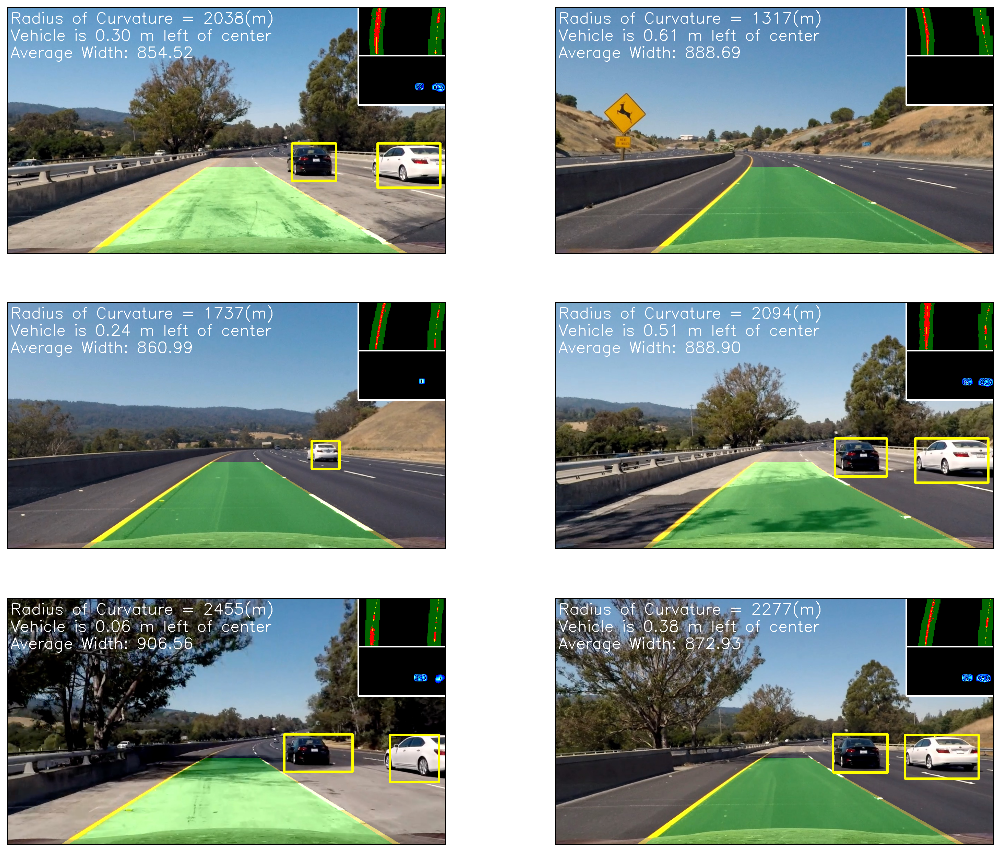 Radius of Curvature = 2038(m)
Vehicle is 0.30 m left of center
Average Width: 854.52
Radius of Curvature = 1317(m)
Vehicle is 0.61 m left of center
Average Width: 888.69
Radius of Curvature = 1737(m)
Vehicle is 0.24 m left of center
Average Width: 860.99
Radius of Curvature = 2094(m)
Vehicle is 0.51 m left of center
Average Width: 888.90
Radius of Curvature = 2455(m)
Vehicle is 0.06 m left of center
Average Width: 906.56
Radius of Curvature = 2277(m)
Vehicle is 0.38 m left of center
Average Width: 872.93